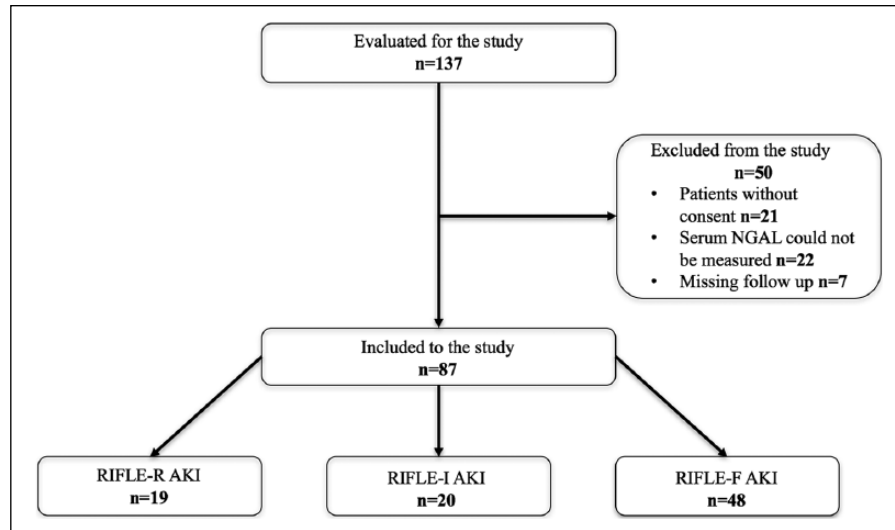 Evaluated for the study
n=137
Excluded from the study
n=50
• Patients without
consent n=21
• Serum NGAL could not
be measured n=22
• Missing follow up n=7
Included to the study
n=87
RIFLE-R AKI
n=19
RIFLE-I AKI
n=20
RIFLE-F AKI
n=48